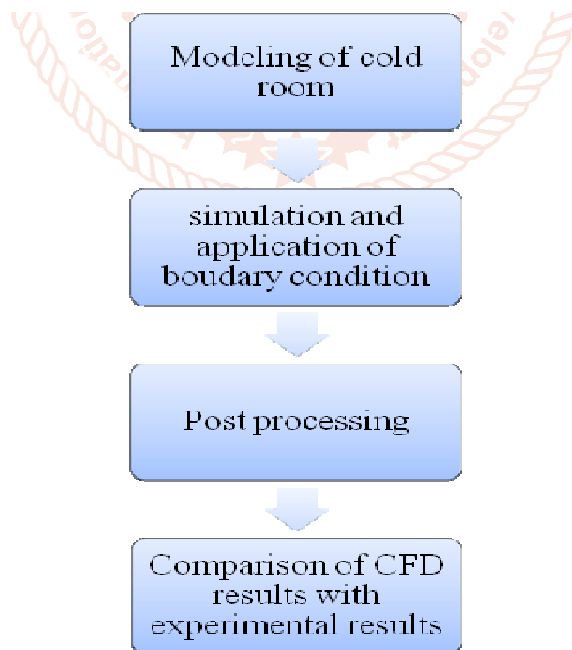 Modeling of cold
room
simulation and
application of
boudary condition
Post processing
Comparison of CFD
results with
experimental results